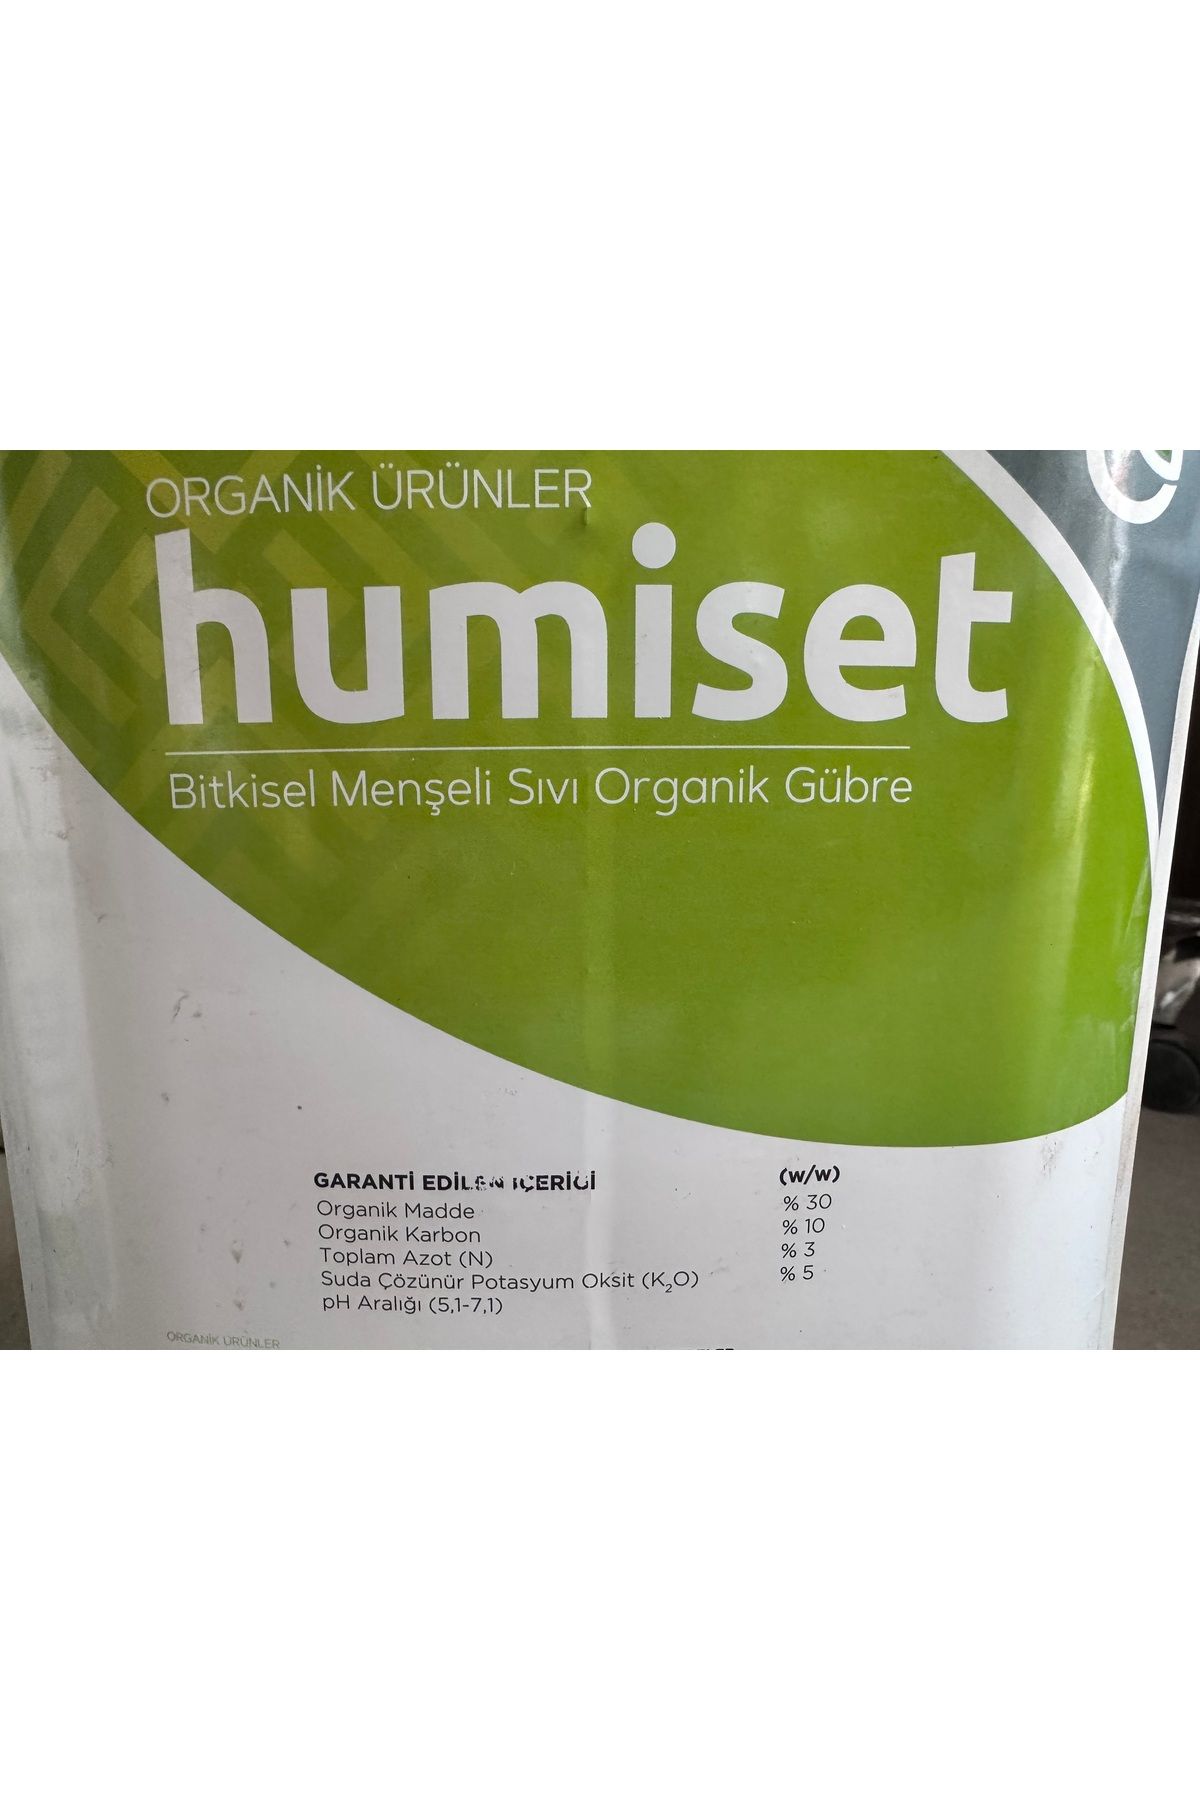 ORGANİK ÜRÜNLER
humiset
Bitkisel Menşeli Sıvı Organik Gübre
GARANTİ EDİLEN İÇERİĞİ (w/w)
Organik Madde % 30
Organik Karbon % 10
Toplam Azot (N) % 3
Suda Çözünür Potasyum Oksit (K₂O) % 5
pH Aralığı (5,1-7,1)
ORGANİK ÜRÜNLER